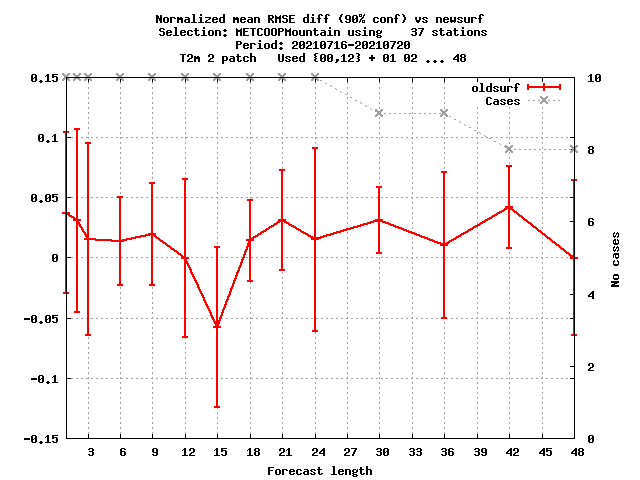 Normalized mean RMSE diff (90% conf) vs newsurf
Selection: METCOOPMountain using    37 stations
Period: 20210716-20210720
T2m 2 patch   Used {00,12} + 01 02 ... 48
oldsurf
Cases
0.15
0.1
0.05
0
-0.05
-0.1
-0.15
10
8
6
4
2
0
No cases
3 6 9 12 15 18 21 24 27 30 33 36 39 42 45 48
Forecast length